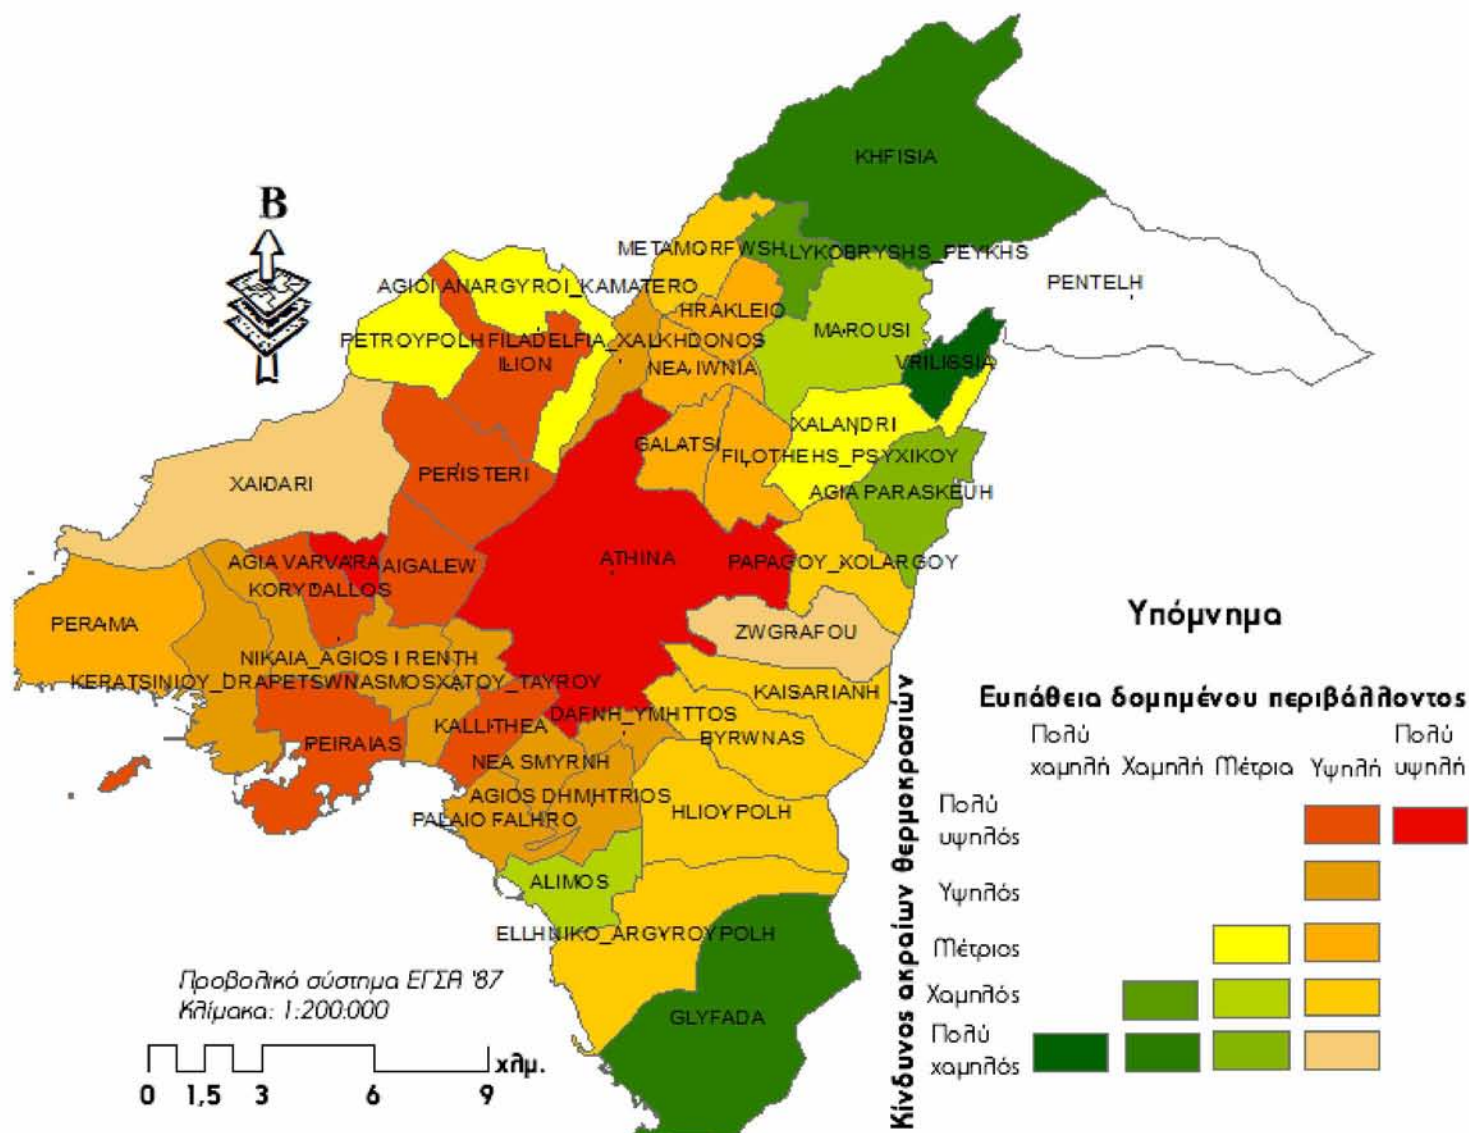 B
KHFISIA
METAMORFWSH
LYKOBRYSHS_PEYKHS
PENTELH
AGIOI ANARGYROI_KAMATERO
HRAKLEIO
MAROUSI
PETROYPOLH
FILADELFIA_XALKHDONOS
ILION
NEA IWNIA
VRILISSIA
XALANDRI
GALATSI
FILOTHEHS_PSYXIKOY
PERISTERI
XAIDARI
AGIA PARASKEUH
AGIA VARVARA
AIGALEW
ATHINA
PAPAGOY_XOLARGOY
KORYDALLOS
PERAMA
ZWGRAFOU
NIKAIA_AGIOS I RENTH
KERATSINIOY_DRAPETSWNAS
MOSXATOY_TAYROY
KAISARIANH
DAFNH_YMHTTOS
KALLITHEA
BYRWNAS
PEIRAIAS
NEA SMYRNH
AGIOS DHMHTRIOS
HLIOYPOLH
PALAIO FALHRO
ALIMOS
ELLHNIKO_ARGYROYPOLH
GLYFADA
Προβολικό σύστημα ΕΓΣΑ '87
Κλίμακα: 1:200.000
χλμ.
0 1,5 3 6 9
Υπόμνημα
Ευπάθεια δομημένου περιβάλλοντος
Πολύ χαμηλή
Χαμηλή
Μέτρια
Υψηλή
Πολύ υψηλή
Κίνδυνος ακραίων θερμοκρασιών
Πολύ υψηλός
Υψηλός
Μέτριος
Χαμηλός
Πολύ χαμηλός